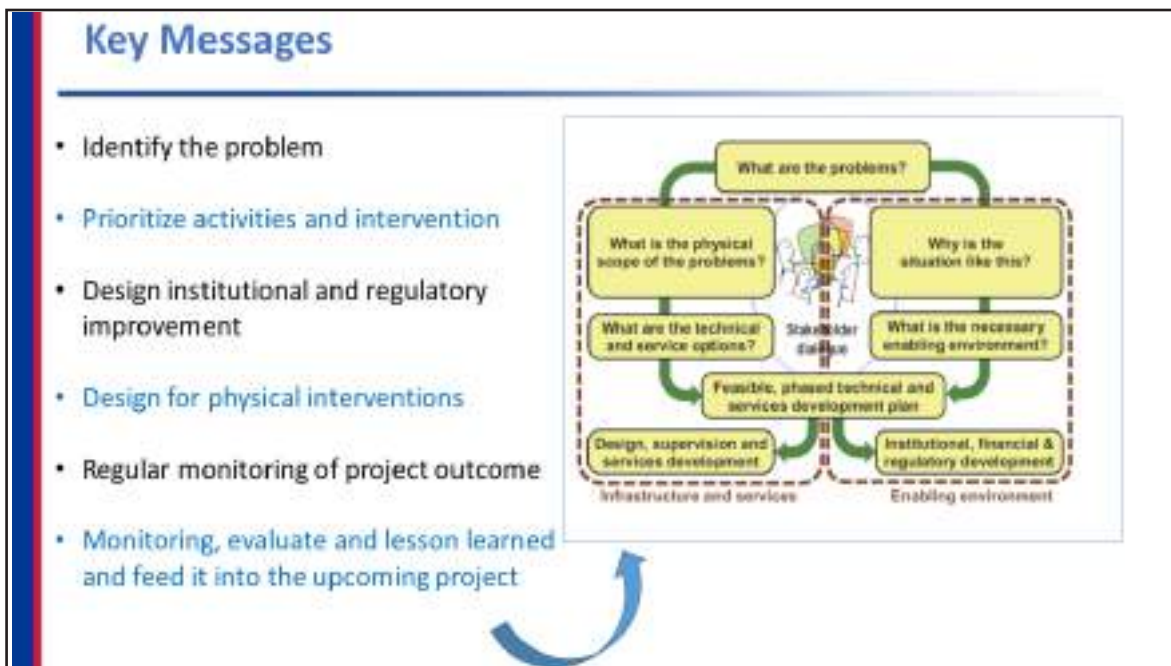 Key Messages
• Identify the problem
• Prioritize activities and intervention
• Design institutional and regulatory
improvement
• Design for physical interventions
• Regular monitoring of project outcome
• Monitoring, evaluate and lesson learned
and feed it into the upcoming project
What are the problems?
What is the physical
scope of the problems?
Why is the
situation like this?
What are the technical
and service options?
Stakeholder
dialogue
What is the necessary
enabling environment?
Feasible, phased technical and
services development plan
Design, supervision and
services development
Institutional, financial &
regulatory development
Infrastructure and services
Enabling environment